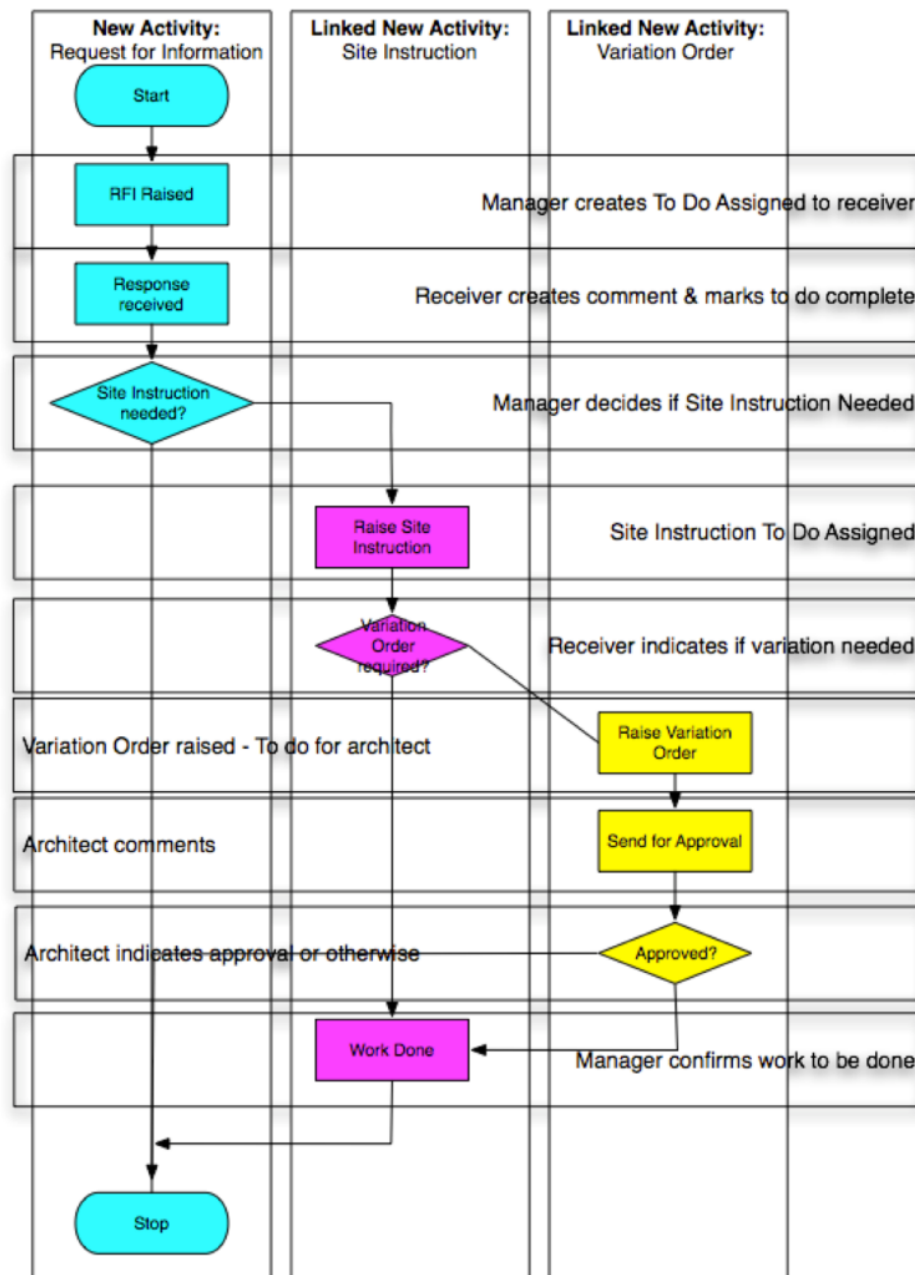 New Activity:
Request for Information
Linked New Activity:
Site Instruction
Linked New Activity:
Variation Order
Start
RFI Raised
Manager creates To Do Assigned to receiver
Response
received
Receiver creates comment & marks to do complete
Site Instruction
needed?
Manager decides if Site Instruction Needed
Raise Site
Instruction
Site Instruction To Do Assigned
Variation
Order
required?
Receiver indicates if variation needed
Variation Order raised - To do for architect
Raise Variation
Order
Architect comments
Send for Approval
Architect indicates approval or otherwise
Approved?
Work Done
Manager confirms work to be done
Stop